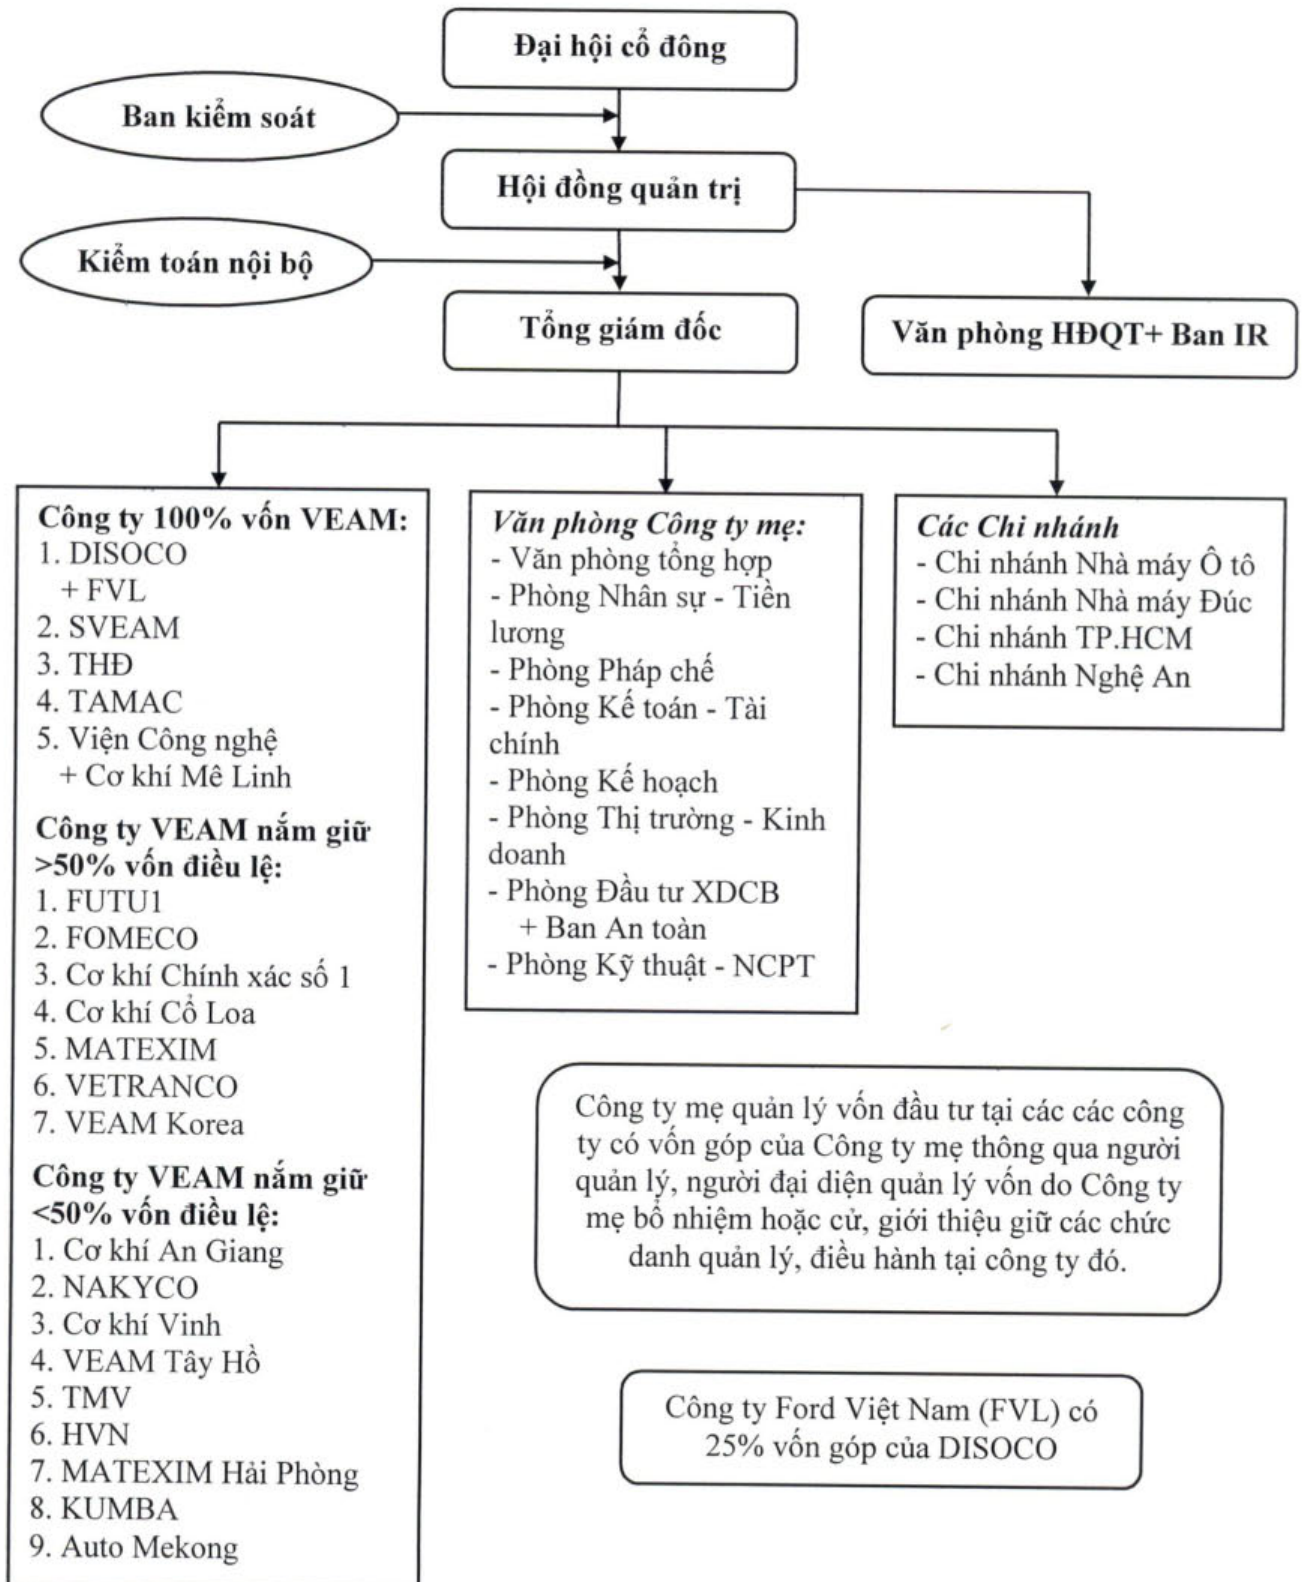 Đại hội cổ đông
Ban kiểm soát
Hội đồng quản trị
Kiểm toán nội bộ
Tổng giám đốc
Văn phòng HĐQT+ Ban IR
Công ty 100% vốn VEAM:
1. DISOCO
+ FVL
2. SVEAM
3. THĐ
4. TAMAC
5. Viện Công nghệ
+ Cơ khí Mê Linh
Công ty VEAM nắm giữ
>50% vốn điều lệ:
1. FUTU1
2. FOMECO
3. Cơ khí Chính xác số 1
4. Cơ khí Cổ Loa
5. MATEXIM
6. VETRANCO
7. VEAM Korea
Công ty VEAM nắm giữ
<50% vốn điều lệ:
1. Cơ khí An Giang
2. NAKYCO
3. Cơ khí Vinh
4. VEAM Tây Hồ
5. TMV
6. HVN
7. MATEXIM Hải Phòng
8. KUMBA
9. Auto Mekong
Văn phòng Công ty mẹ:
- Văn phòng tổng hợp
- Phòng Nhân sự - Tiền
lương
- Phòng Pháp chế
- Phòng Kế toán - Tài
chính
- Phòng Kế hoạch
- Phòng Thị trường - Kinh
doanh
- Phòng Đầu tư XDCB
+ Ban An toàn
- Phòng Kỹ thuật - NCPT
Các Chi nhánh
- Chi nhánh Nhà máy Ô tô
- Chi nhánh Nhà máy Đúc
- Chi nhánh TP.HCM
- Chi nhánh Nghệ An
Công ty mẹ quản lý vốn đầu tư tại các các công
ty có vốn góp của Công ty mẹ thông qua người
quản lý, người đại diện quản lý vốn do Công ty
mẹ bổ nhiệm hoặc cử, giới thiệu giữ các chức
danh quản lý, điều hành tại công ty đó.
Công ty Ford Việt Nam (FVL) có
25% vốn góp của DISOCO